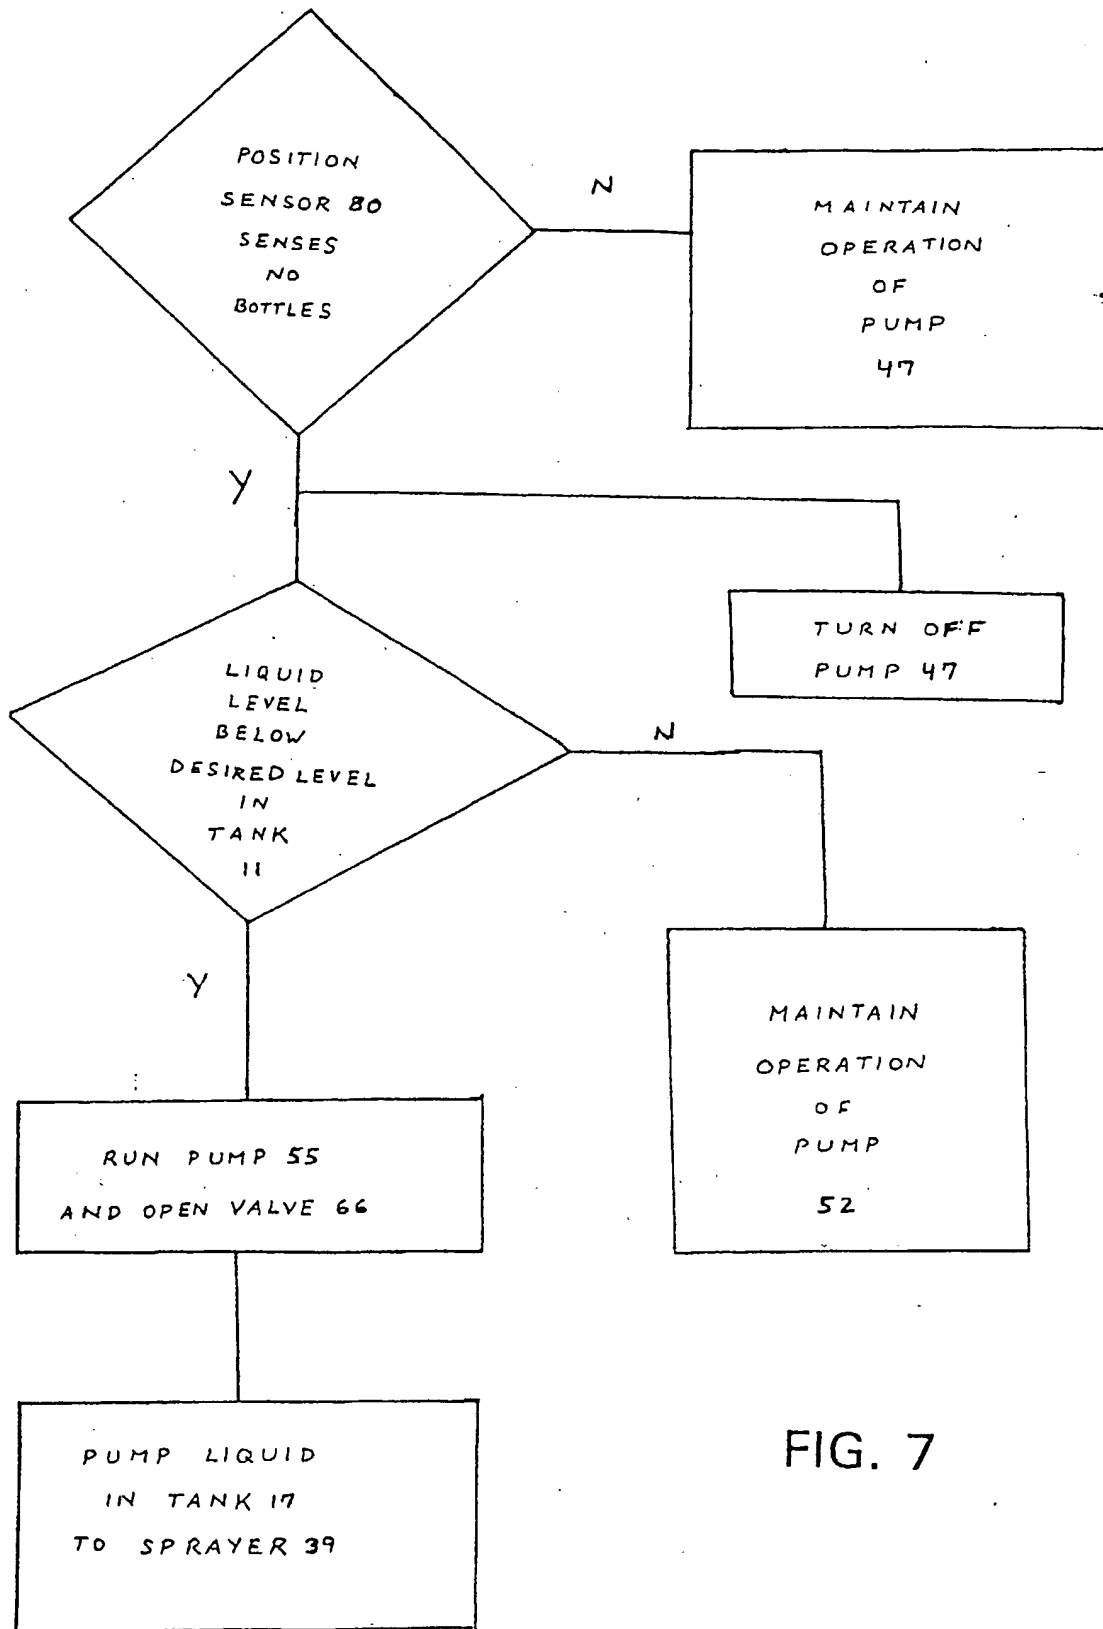 POSITION
SENSOR 80
SENSES
NO
BOTTLES
N
MAINTAIN
OPERATION
OF
PUMP
47
Y
TURN OFF
PUMP 47
LIQUID
LEVEL
BELOW
DESIRED LEVEL
IN
TANK
11
N
MAINTAIN
OPERATION
OF
PUMP
52
Y
RUN PUMP 55
AND OPEN VALVE 66
PUMP LIQUID
IN TANK 17
TO SPRAYER 39
FIG. 7